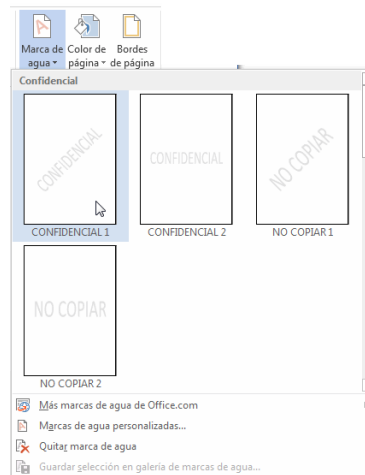 Marca de Color de Bordes
agua página de página
Confidencial
CONFIDENCIAL
CONFIDENCIAL
NO COPIAR
CONFIDENCIAL 1 CONFIDENCIAL 2 NO COPIAR 1
NO COPIAR
NO COPIAR 2
Más marcas de agua de Office.com
Marcas de agua personalizadas...
Quitar marca de agua
Guardar selección en galería de marcas de agua...